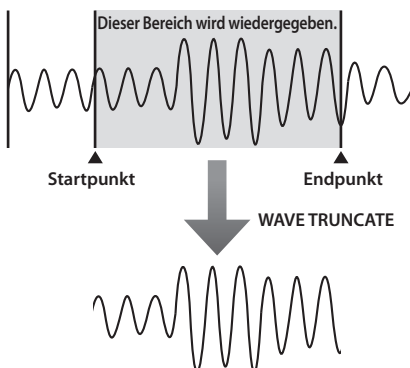 Dieser Bereich wird wiedergegeben.
Startpunkt
Endpunkt
WAVE TRUNCATE